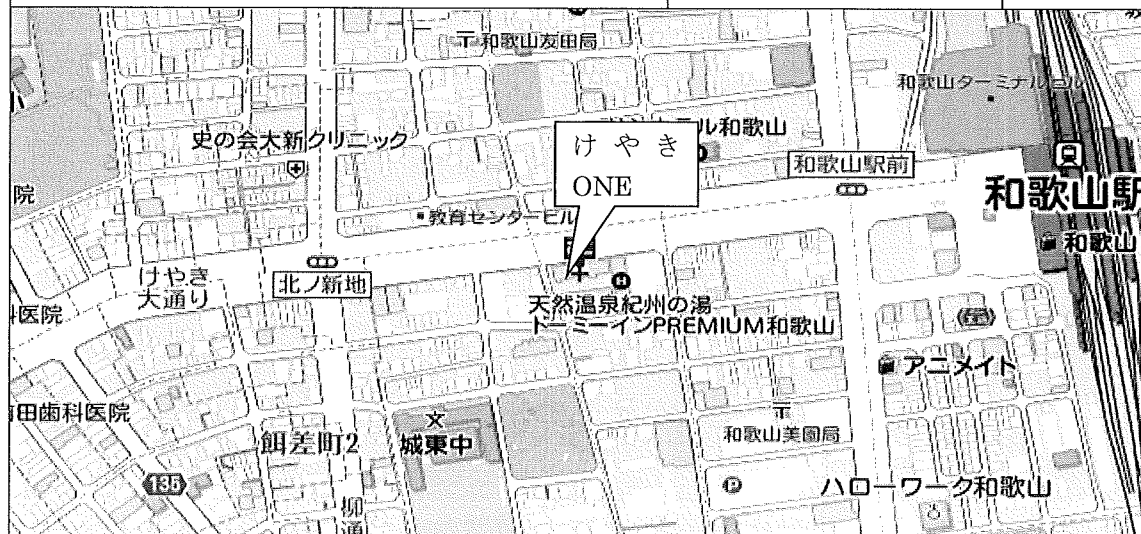 和歌山友田局
和歌山ターミナルビル
史の会大新クリニック
テル和歌山
けやき
ONE
和歌山駅前
院
和歌山駅
教育センタービル
和歌山
けやき
大通り
北ノ新地
医院
天然温泉紀州の湯
ドーミーインPREMIUM和歌山
アニメイト
田歯科医院
餌差町2
城東中
和歌山美園局
135
ハローワーク和歌山
柳
通